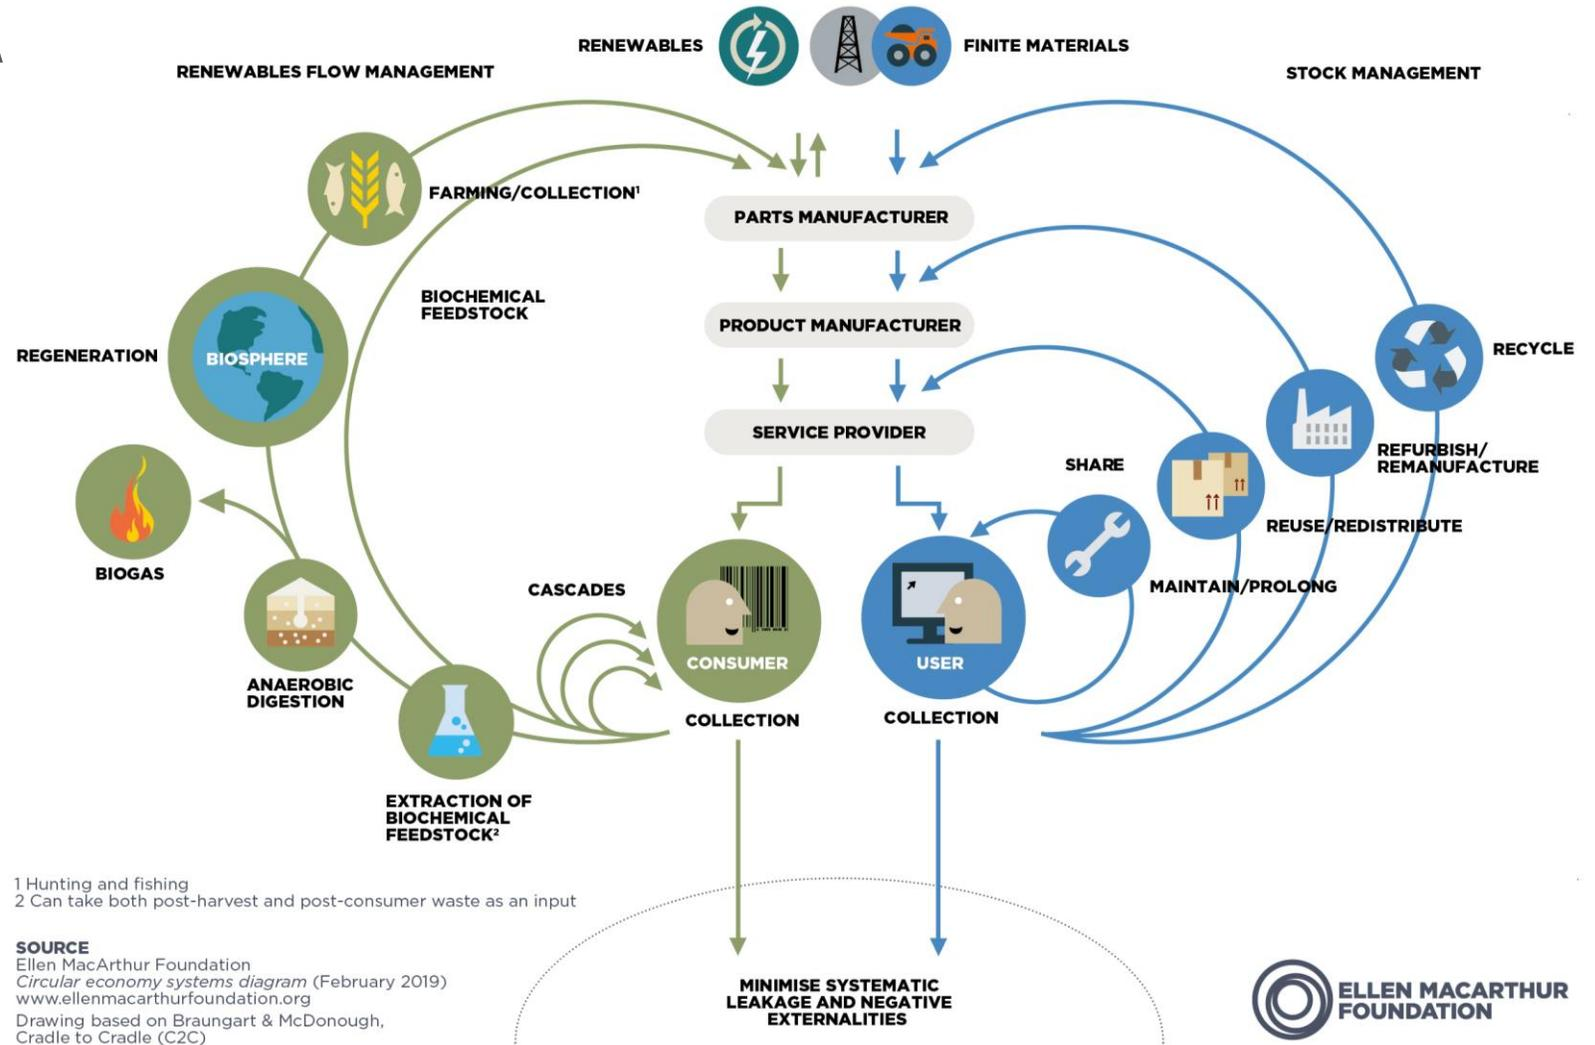 RENEWABLES
FINITE MATERIALS
RENEWABLES FLOW MANAGEMENT
STOCK MANAGEMENT
FARMING/COLLECTION¹
PARTS MANUFACTURER
BIOCHEMICAL
FEEDSTOCK
PRODUCT MANUFACTURER
REGENERATION
BIOSPHERE
RECYCLE
SERVICE PROVIDER
SHARE
REFURBISH/
REMANUFACTURE
REUSE/REDISTRIBUTE
BIOGAS
CASCADES
MAINTAIN/PROLONG
CONSUMER
USER
ANAEROBIC
DIGESTION
COLLECTION
COLLECTION
EXTRACTION OF
BIOCHEMICAL
FEEDSTOCK²
1 Hunting and fishing
2 Can take both post-harvest and post-consumer waste as an input
SOURCE
Ellen MacArthur Foundation
Circular economy systems diagram (February 2019)
www.ellenmacarthurfoundation.org
Drawing based on Braungart & McDonough,
Cradle to Cradle (C2C)
MINIMISE SYSTEMATIC
LEAKAGE AND NEGATIVE
EXTERNALITIES
ELLEN MACARTHUR
FOUNDATION